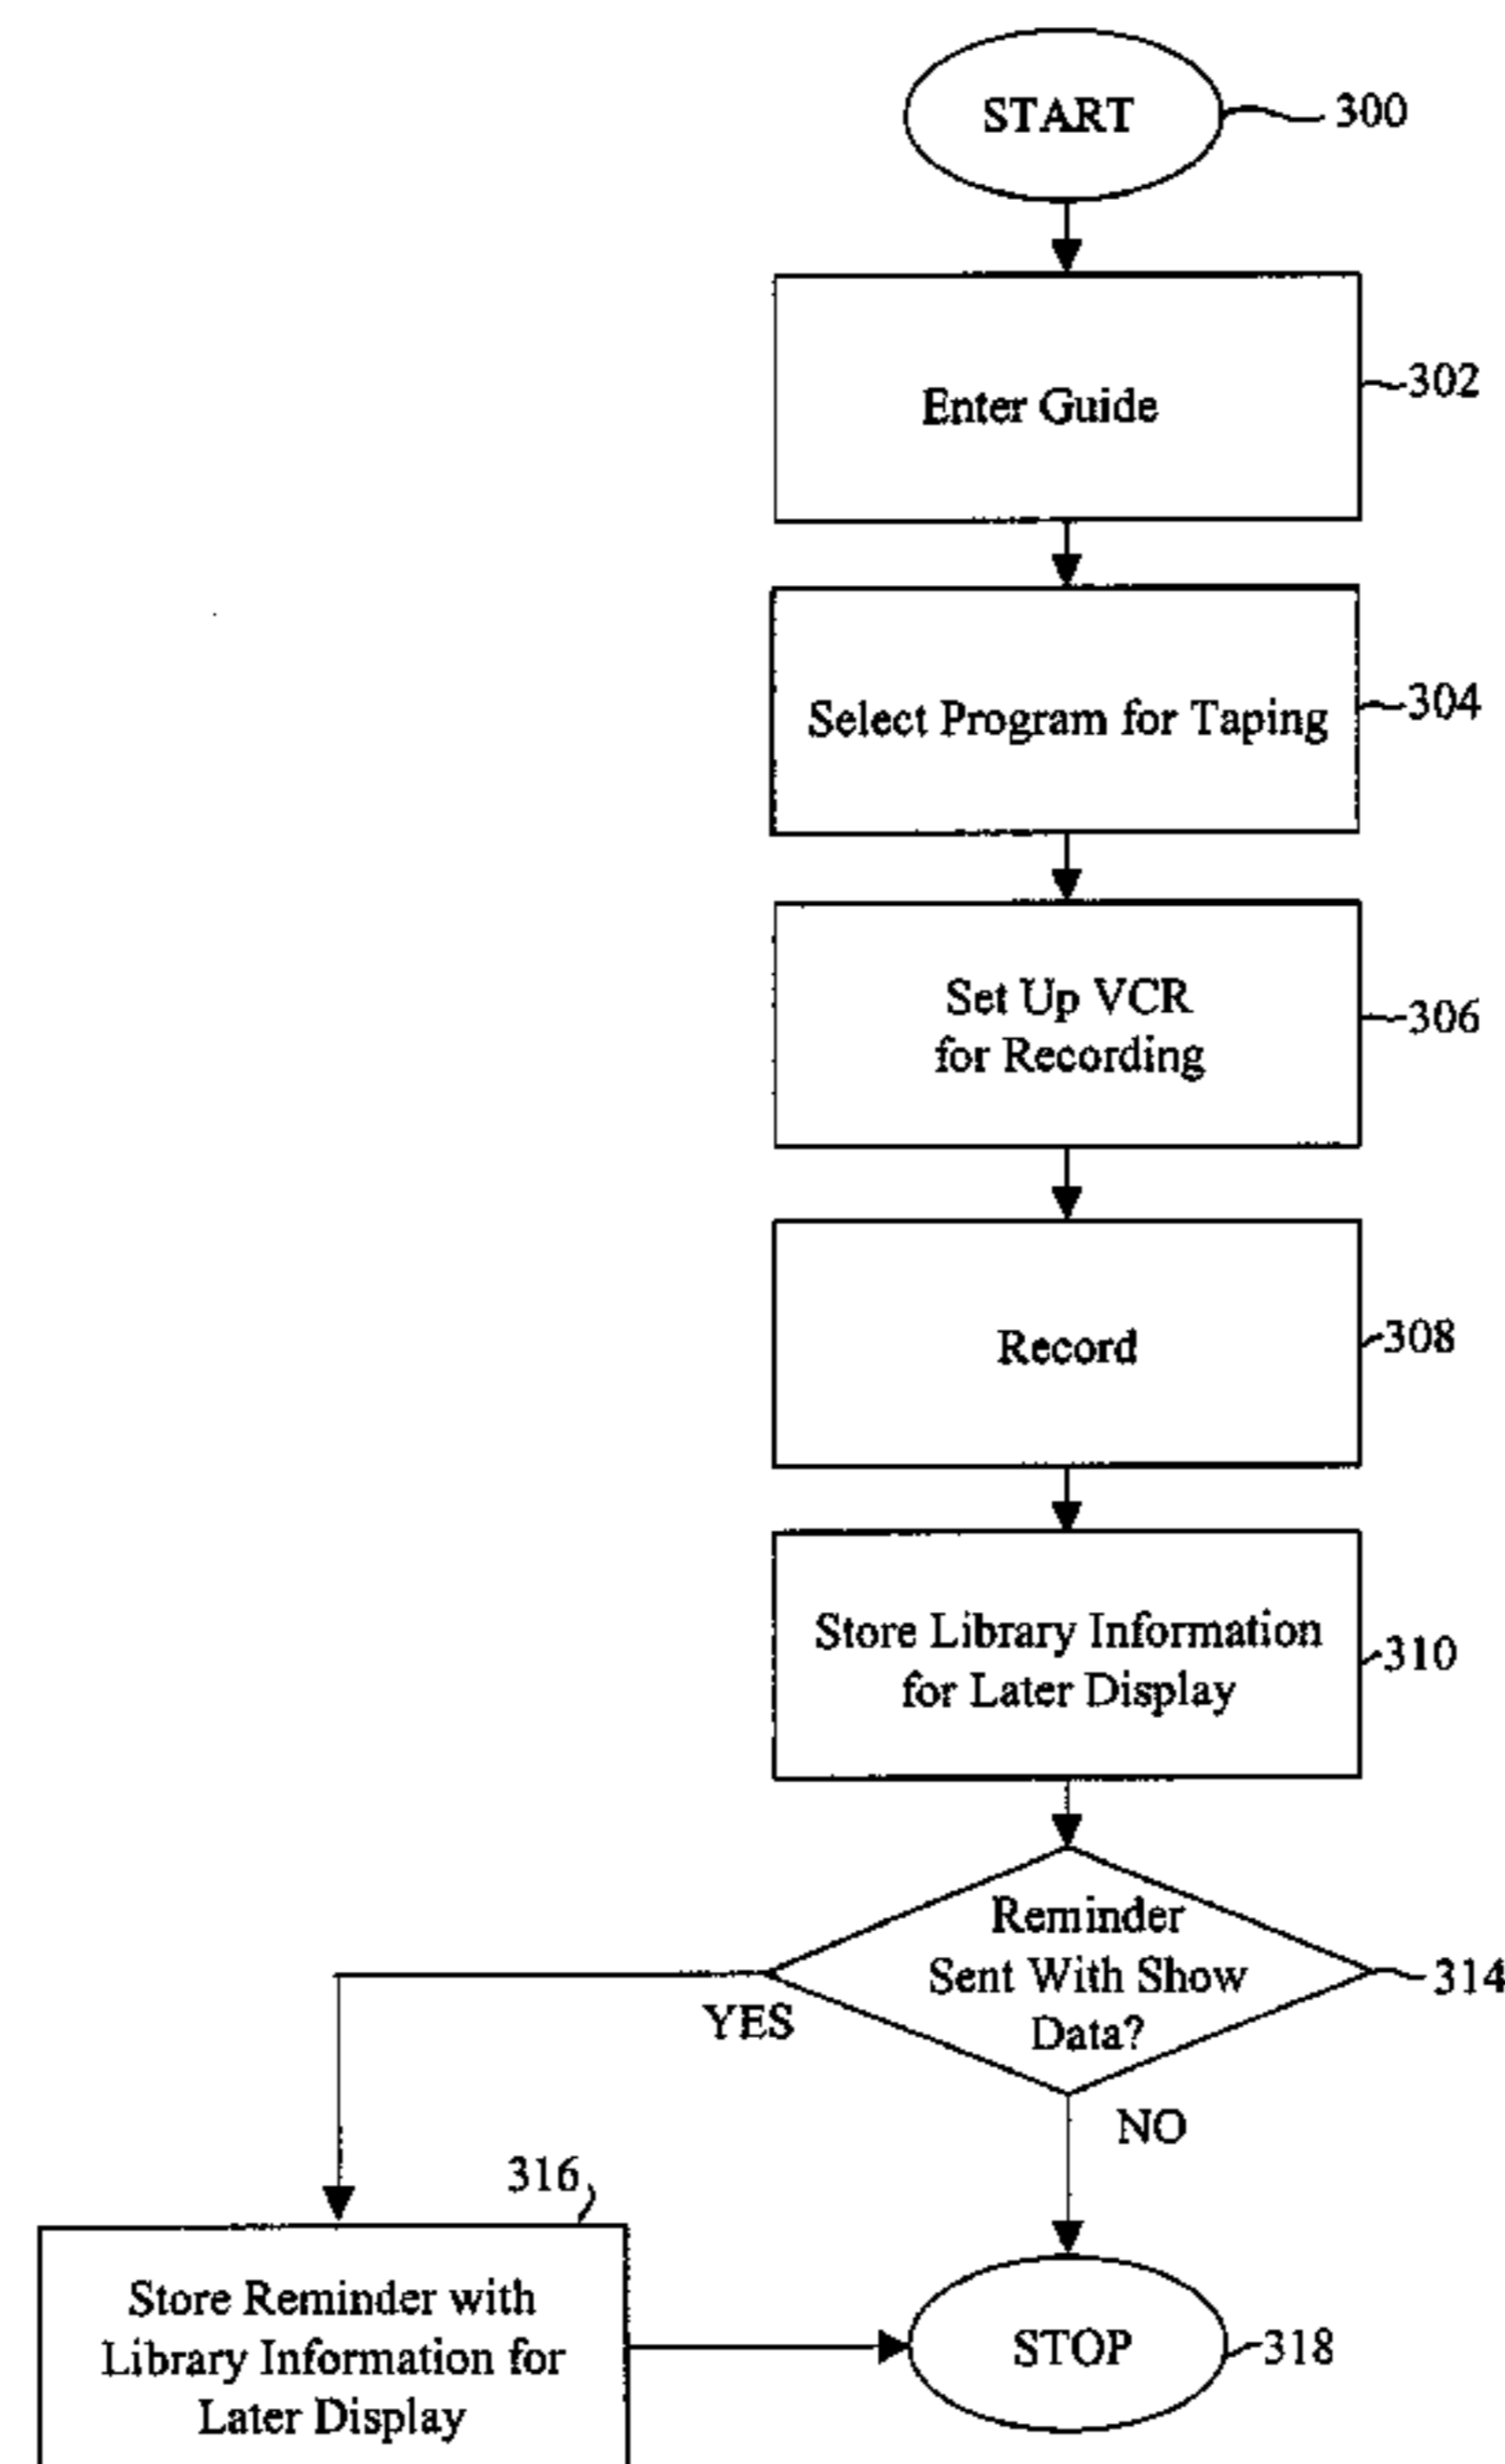 START
300
Enter Guide
302
Select Program for Taping
304
Set Up VCR
for Recording
306
Record
308
Store Library Information
for Later Display
310
Reminder
Sent With Show
Data?
314
YES
NO
316
Store Reminder with
Library Information for
Later Display
STOP
318